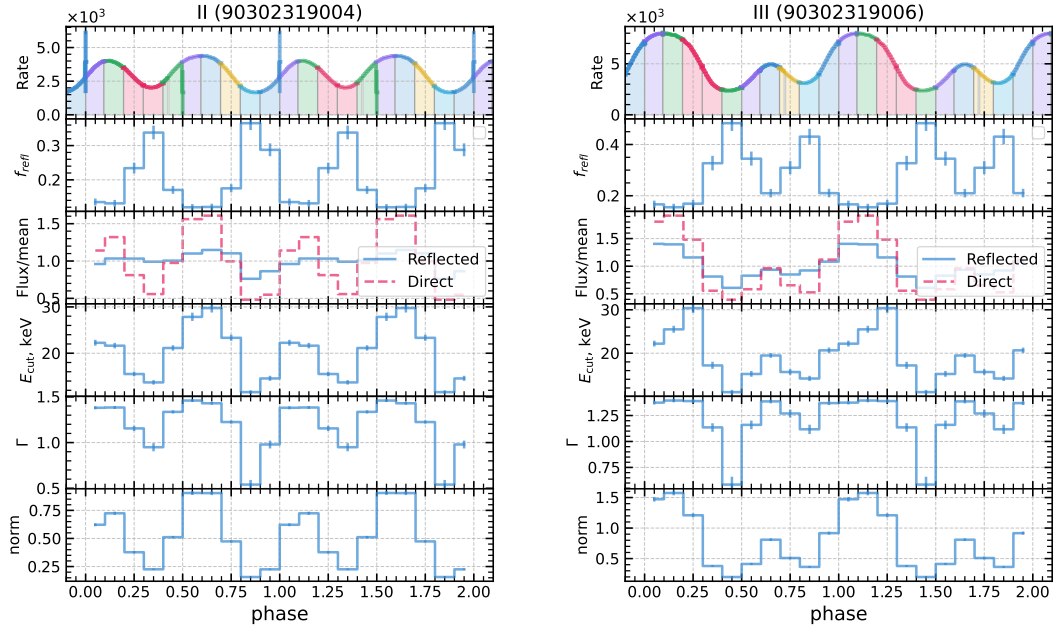 II (90302319004)
×10³
5.0
2.5
0.0
Rate
0.3
0.2
f_refl
1.5
1.0
0.5
Flux/mean
Reflected
Direct
30
20
E_cut, keV
1.5
1.0
0.5
Γ
0.75
0.50
0.25
norm
0.00 0.25 0.50 0.75 1.00 1.25 1.50 1.75 2.00
phase
III (90302319006)
×10³
5
0
Rate
0.4
0.2
f_refl
1.5
1.0
0.5
Flux/mean
Reflected
Direct
30
20
E_cut, keV
1.25
1.00
0.75
Γ
1.5
1.0
0.5
norm
0.00 0.25 0.50 0.75 1.00 1.25 1.50 1.75 2.00
phase